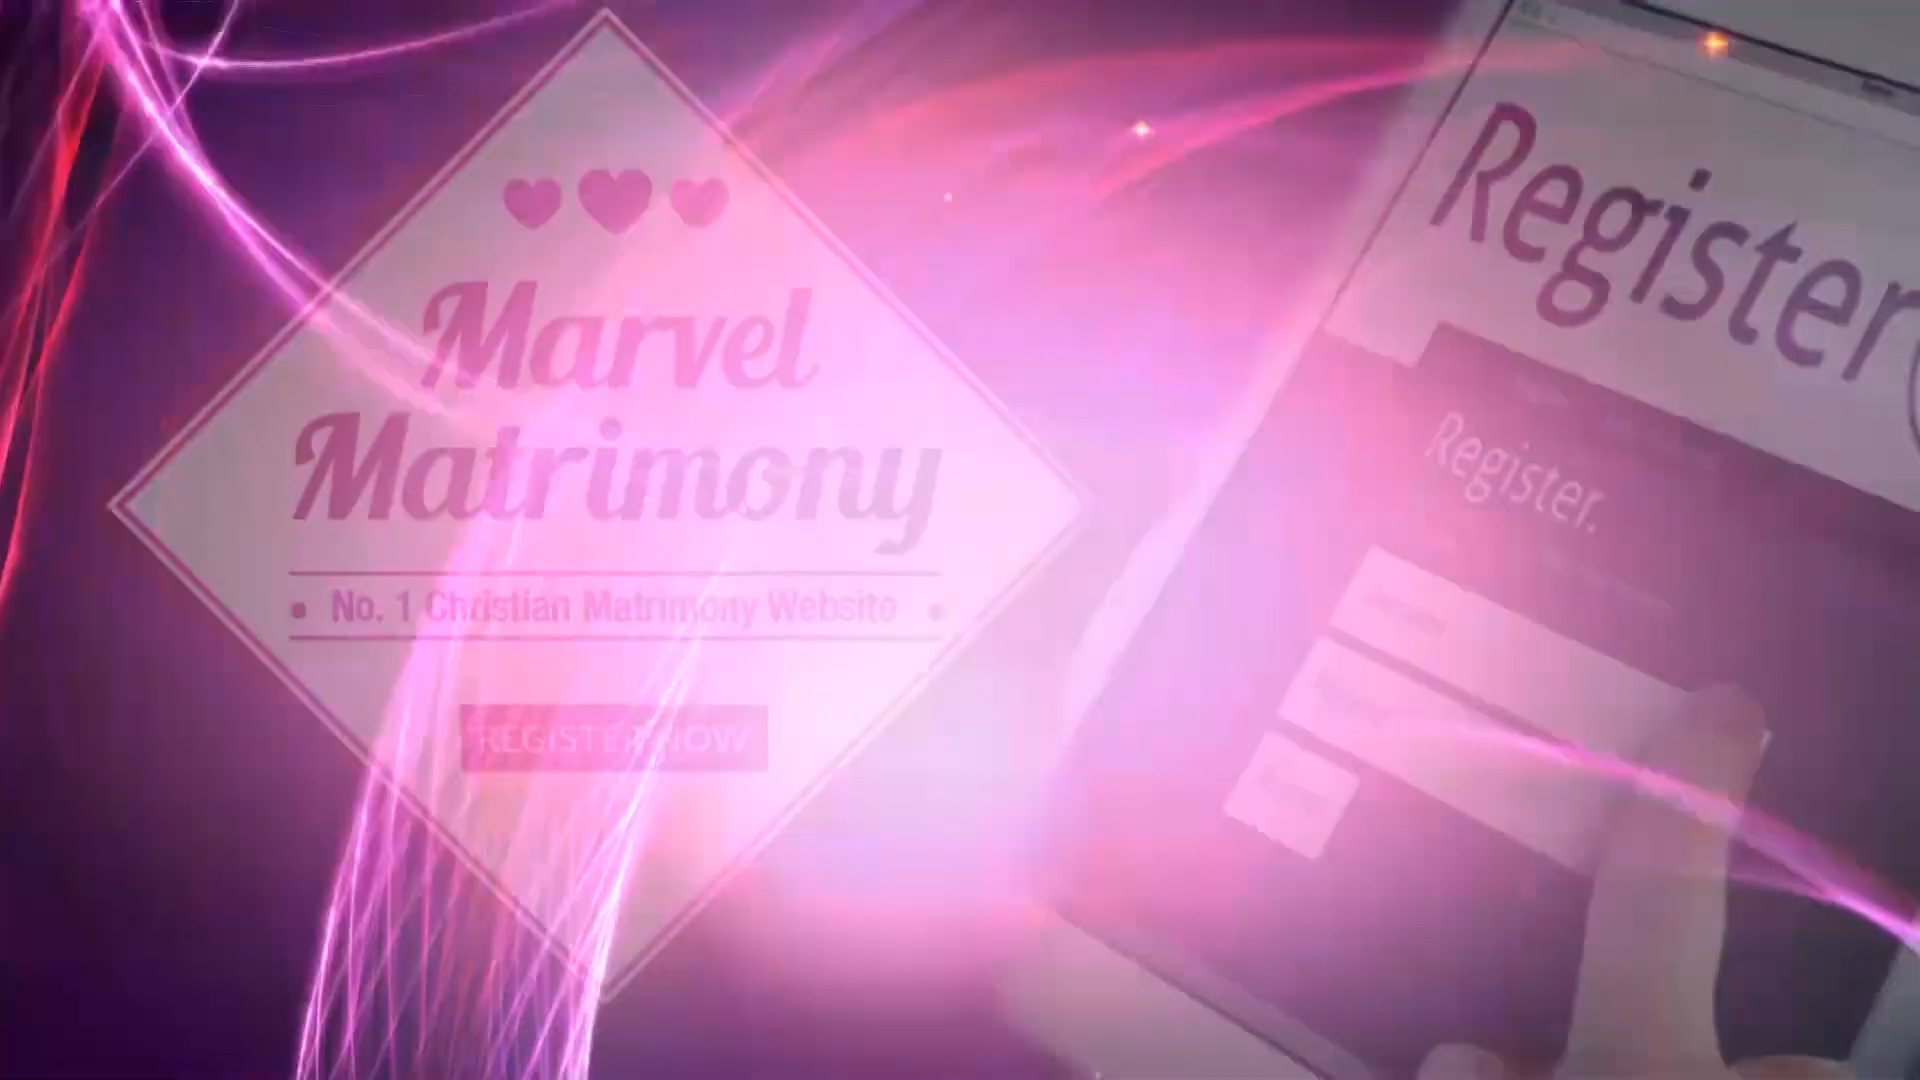 Marvel
Matrimony
• No. 1 Christian Matrimony Website •
REGISTER NOW
Register
Register.